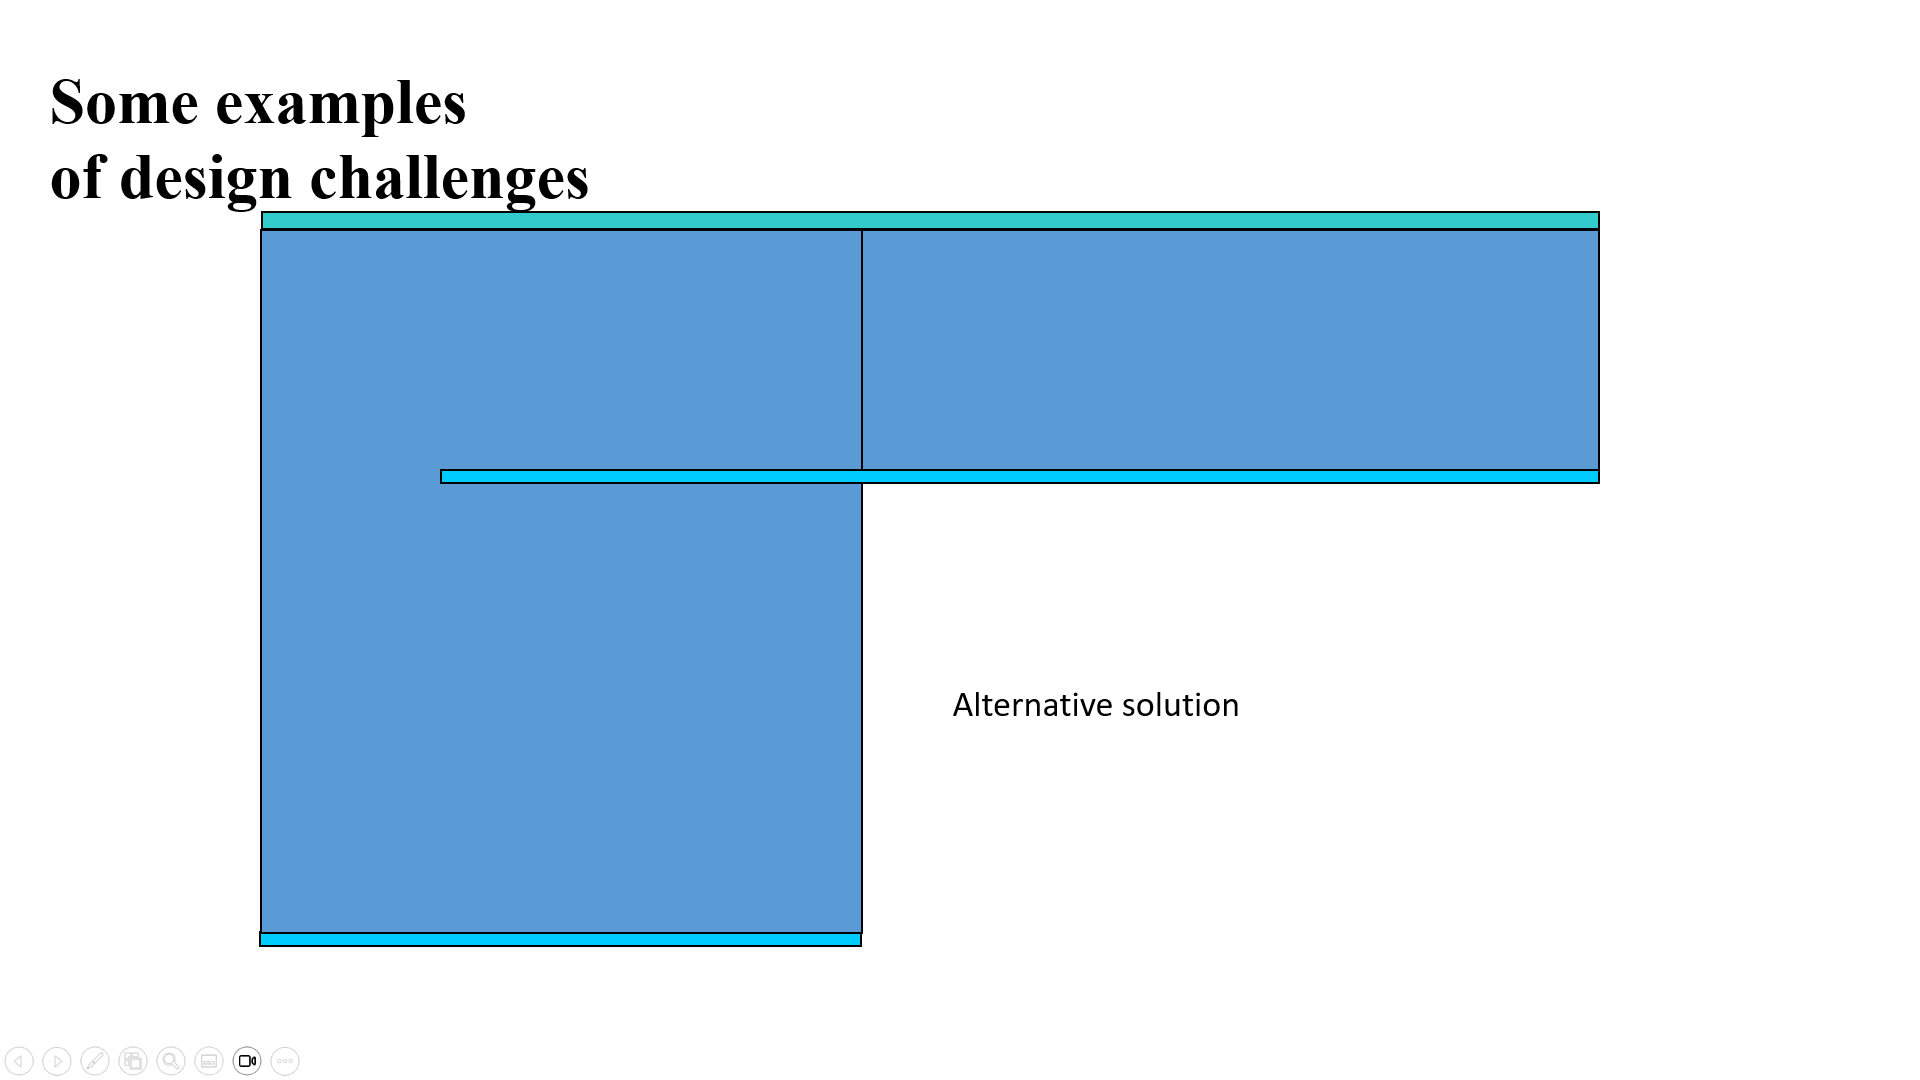 Some examples
of design challenges
Alternative solution